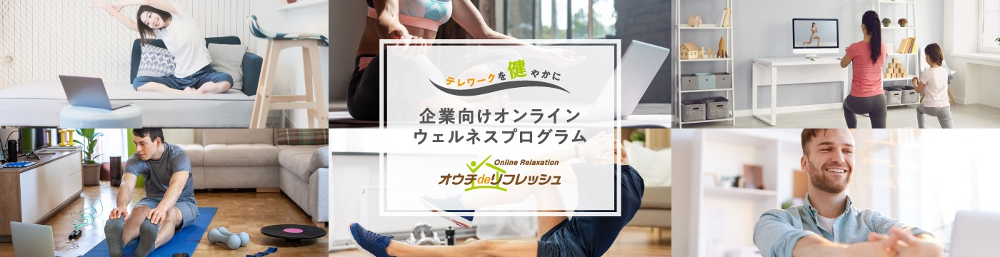 テレワークを健やかに
企業向けオンライン
ウェルネスプログラム
Online Relaxation
オウチdeリフレッシュ